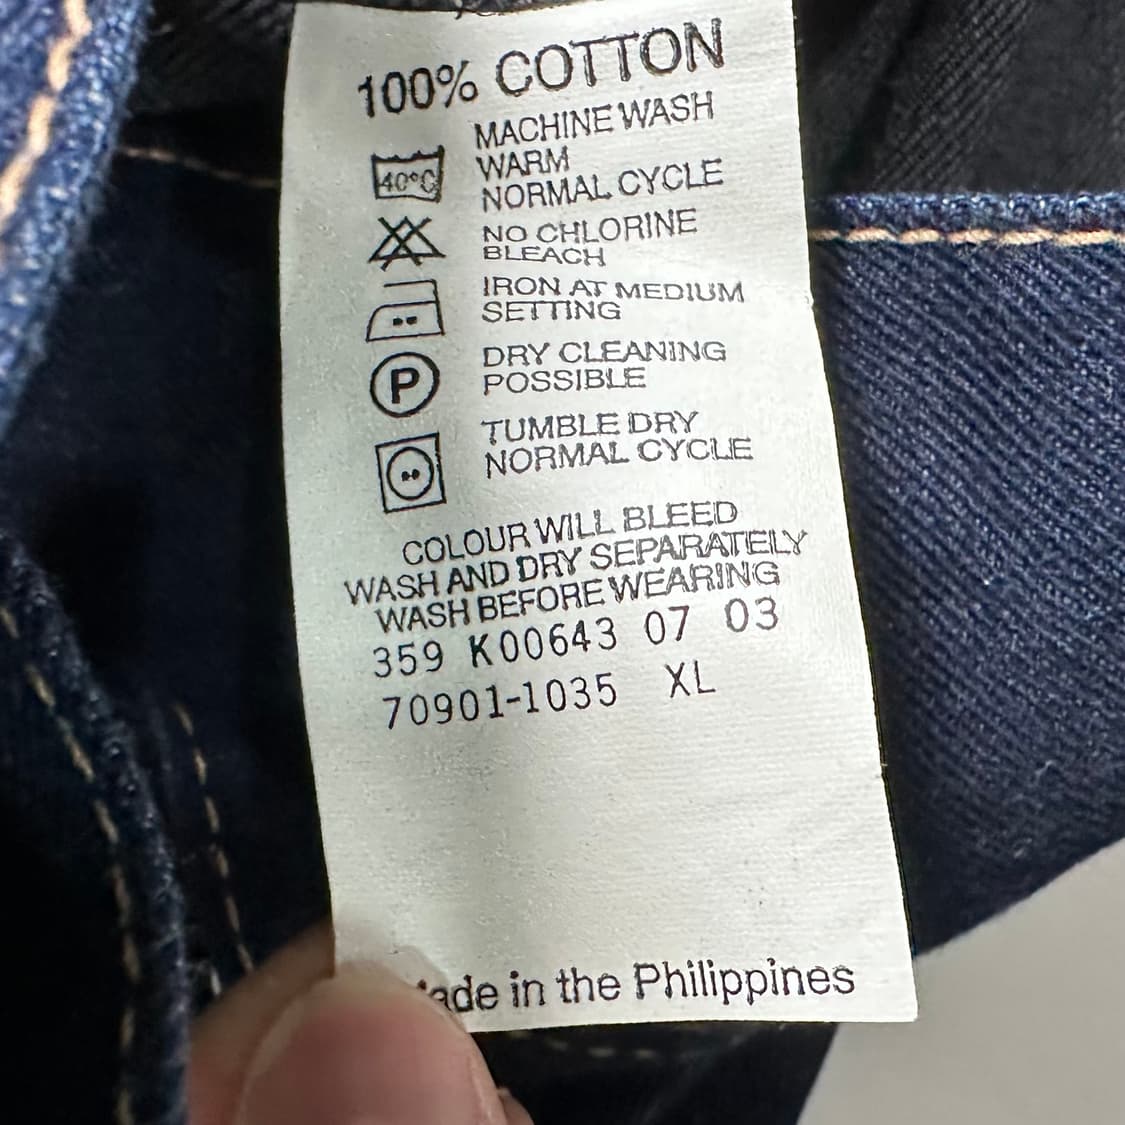 100% COTTON
MACHINE WASH
WARM
40°C
NORMAL CYCLE
NO CHLORINE
BLEACH
IRON AT MEDIUM
SETTING
DRY CLEANING
P
POSSIBLE
TUMBLE DRY
NORMAL CYCLE
COLOUR WILL BLEED
WASH AND DRY SEPARATELY
WASH BEFORE WEARING
359 K00643 07 03
70901-1035 XL
ade in the Philippines